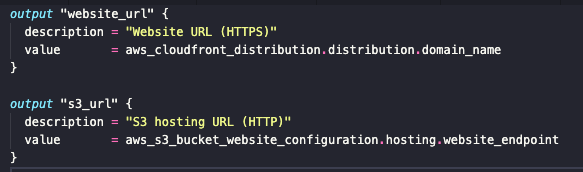 output "website_url" {
  description = "Website URL (HTTPS)"
  value       = aws_cloudfront_distribution.distribution.domain_name
}
output "s3_url" {
  description = "S3 hosting URL (HTTP)"
  value       = aws_s3_bucket_website_configuration.hosting.website_endpoint
}